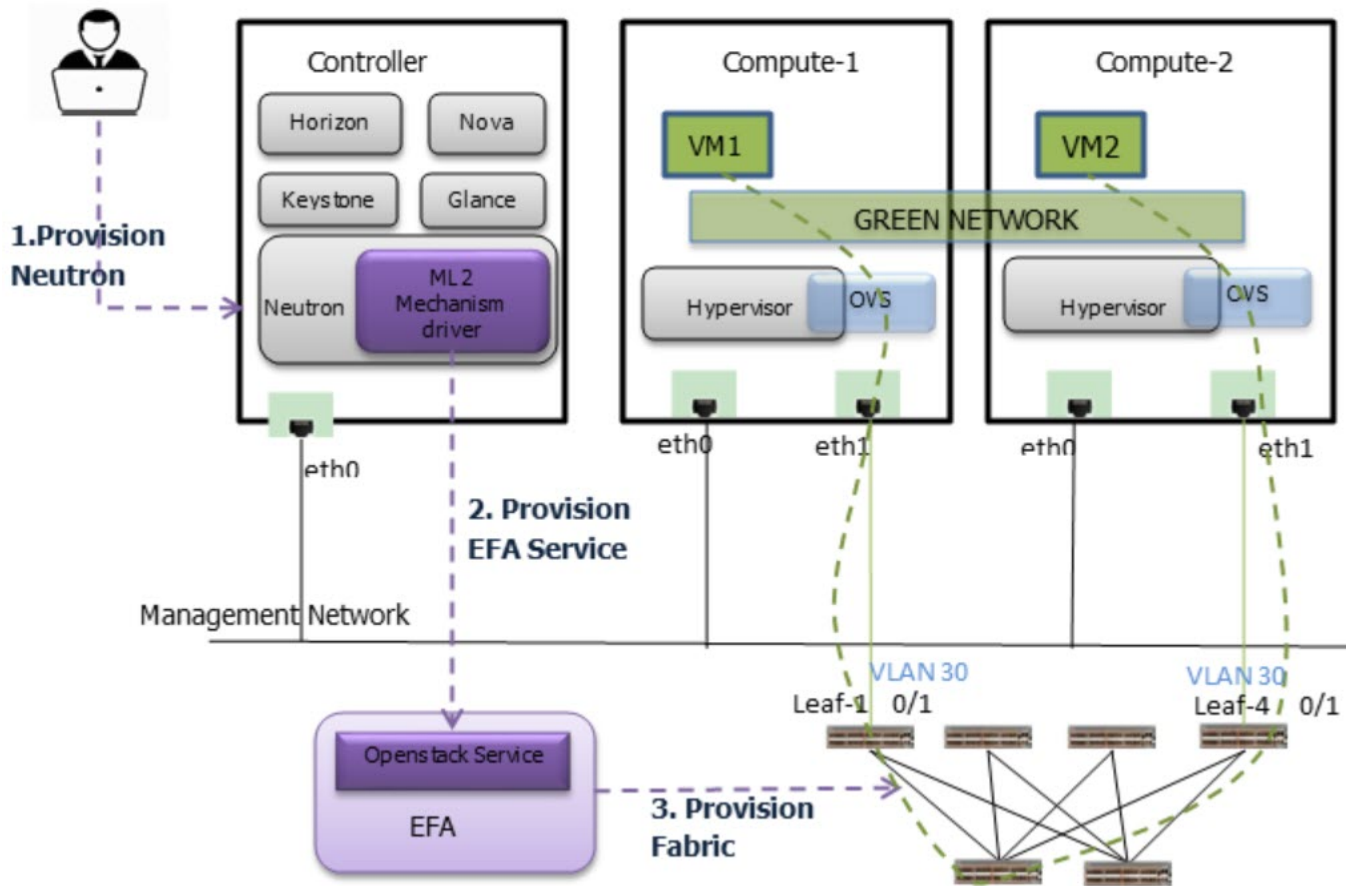 Controller
Compute-1
Compute-2
Horizon
Nova
VM1
VM2
Keystone
Glance
GREEN NETWORK
1.Provision
Neutron
ML2
Mechanism
driver
Neutron
Hypervisor
OVS
Hypervisor
OVS
eth0
eth0
eth1
eth0
eth1
2. Provision
EFA Service
Management Network
VLAN 30
VLAN 30
Leaf-1 0/1
Leaf-4 0/1
Openstack Service
EFA
3. Provision
Fabric